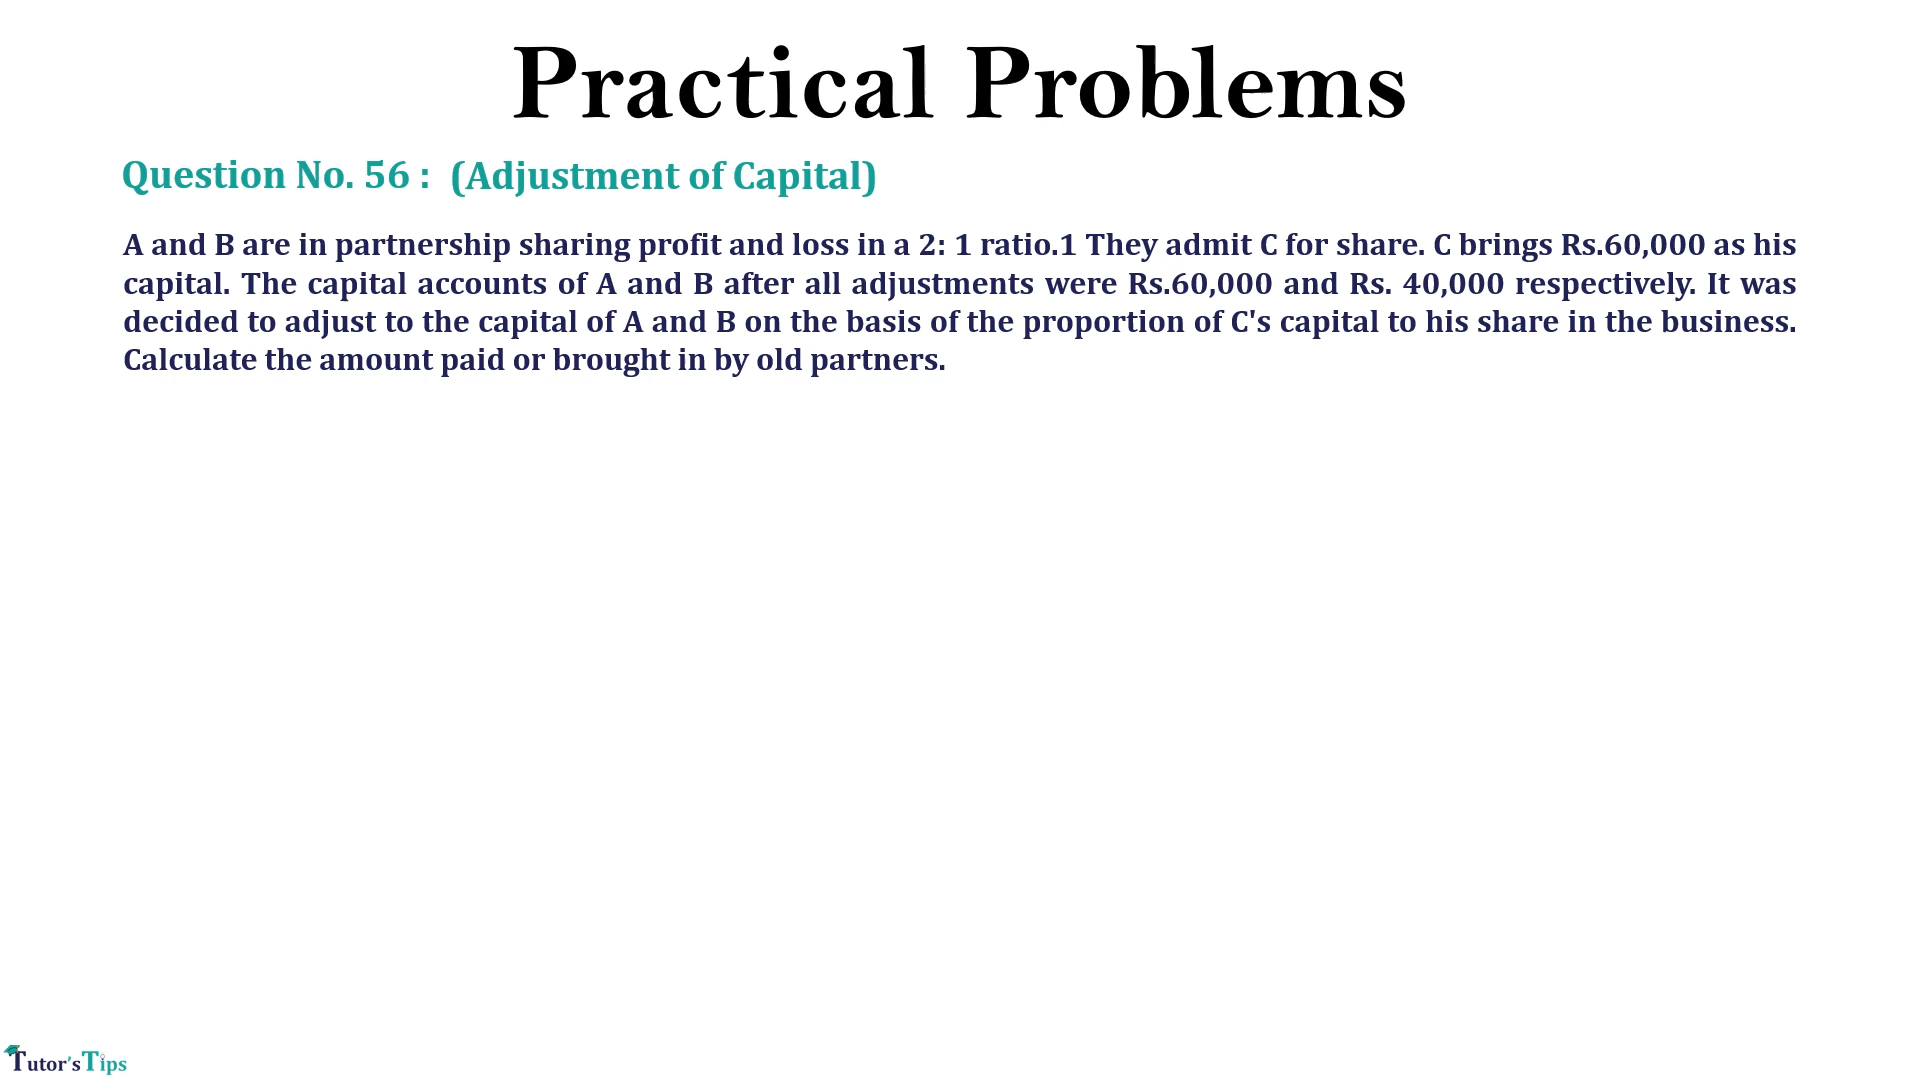 Practical Problems
Question No. 56 : (Adjustment of Capital)
A and B are in partnership sharing profit and loss in a 2: 1 ratio.1 They admit C for share. C brings Rs.60,000 as his
capital. The capital accounts of A and B after all adjustments were Rs.60,000 and Rs. 40,000 respectively. It was
decided to adjust to the capital of A and B on the basis of the proportion of C's capital to his share in the business.
Calculate the amount paid or brought in by old partners.
Tutor'sTips